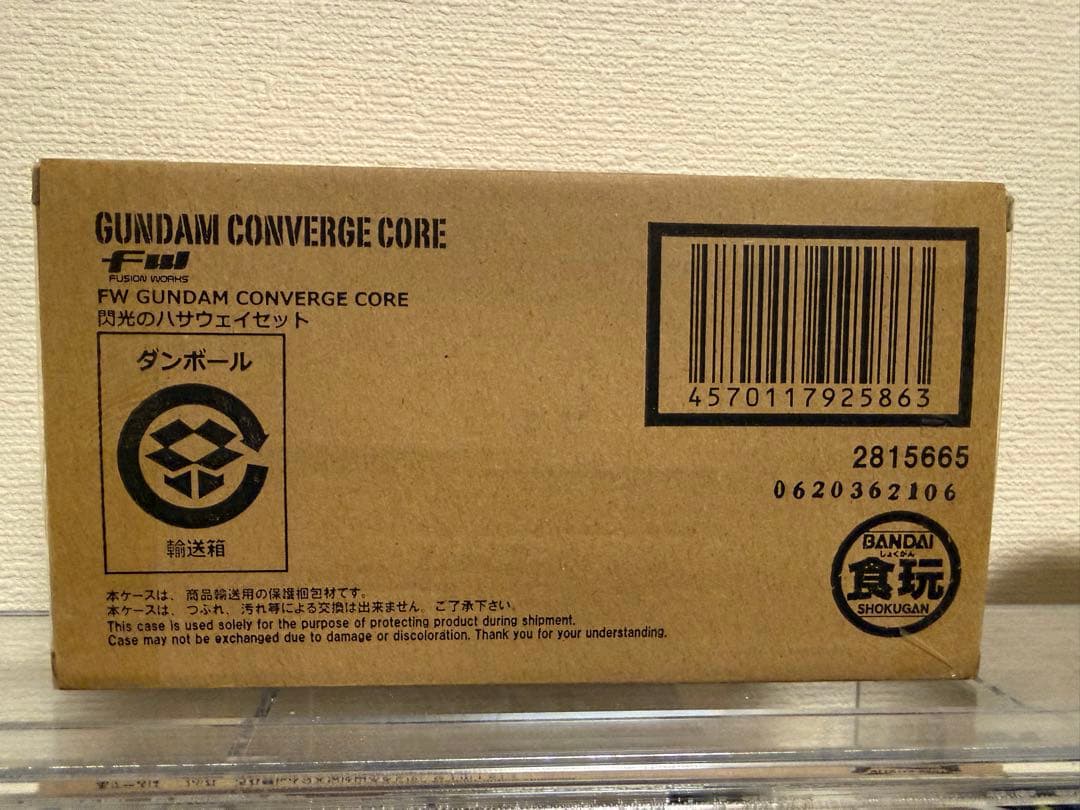 GUNDAM CONVERGE CORE
FW
FUSION WORKS
FW GUNDAM CONVERGE CORE
閃光のハサウェイセット
ダンボール
輸送箱
本ケースは、商品輸送用の保護梱包材です。
本ケースは、つぶれ、汚れ等による交換は出来ません。ご了承下さい。
This case is used solely for the purpose of protecting product during shipment.
Case may not be exchanged due to damage or discoloration. Thank you for your understanding.
4570117925863
2815665
0620362106
BANDAI
しょくがん
食玩
SHOKUGAN